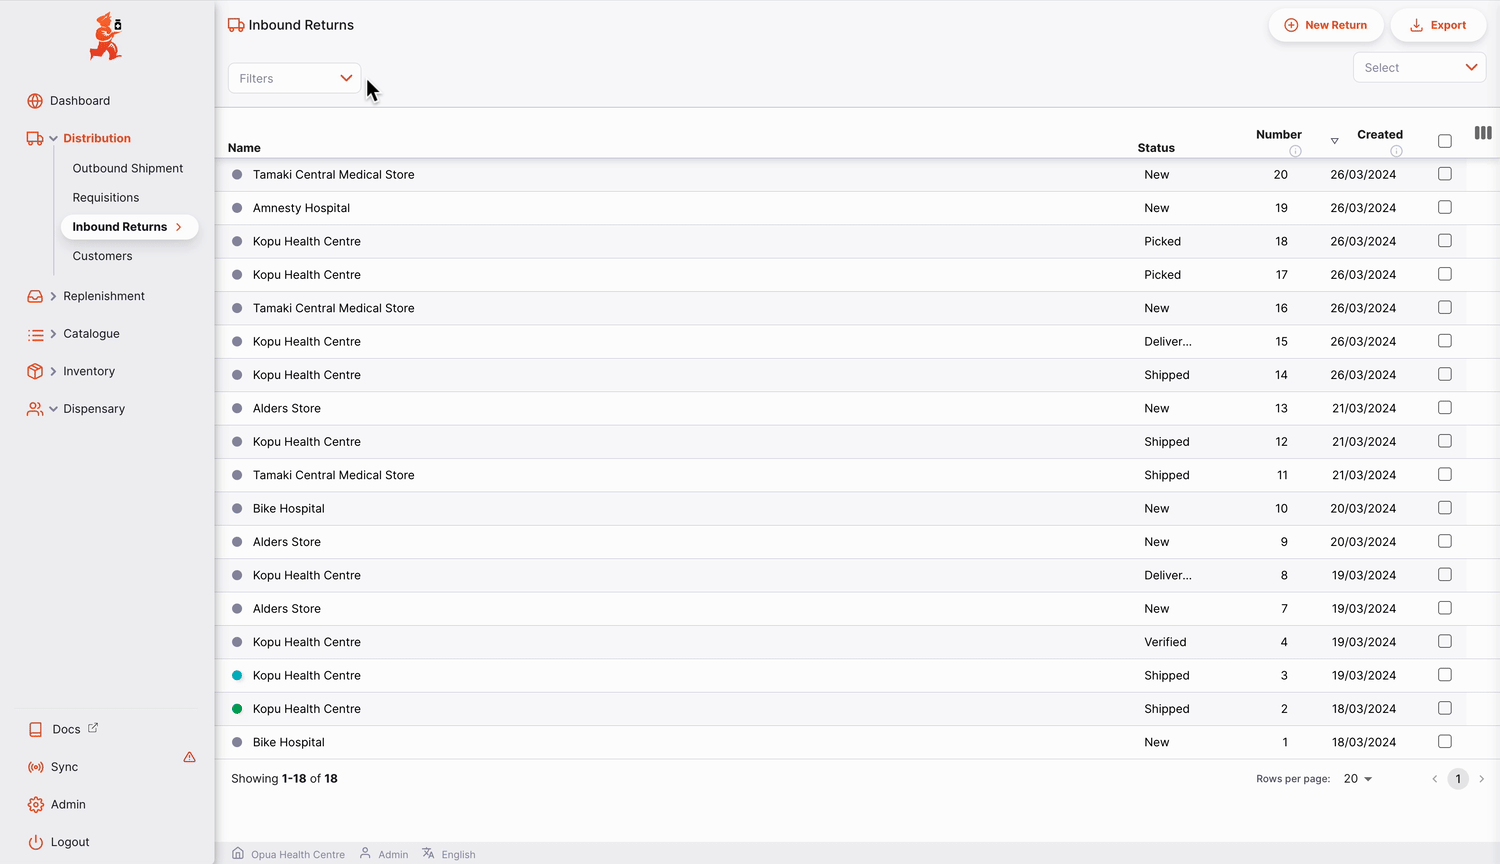 Inbound Returns
New Return
Export
Filters
Select
Dashboard
Distribution
Outbound Shipment
Requisitions
Inbound Returns
Customers
Replenishment
Catalogue
Inventory
Dispensary
Docs
Sync
Admin
Logout
Name Status Number Created
Tamaki Central Medical Store New 20 26/03/2024
Amnesty Hospital New 19 26/03/2024
Kopu Health Centre Picked 18 26/03/2024
Kopu Health Centre Picked 17 26/03/2024
Tamaki Central Medical Store New 16 26/03/2024
Kopu Health Centre Deliver... 15 26/03/2024
Kopu Health Centre Shipped 14 26/03/2024
Alders Store New 13 21/03/2024
Kopu Health Centre Shipped 12 21/03/2024
Tamaki Central Medical Store Shipped 11 21/03/2024
Bike Hospital New 10 20/03/2024
Alders Store New 9 20/03/2024
Kopu Health Centre Deliver... 8 19/03/2024
Alders Store New 7 19/03/2024
Kopu Health Centre Verified 4 19/03/2024
Kopu Health Centre Shipped 3 19/03/2024
Kopu Health Centre Shipped 2 18/03/2024
Bike Hospital New 1 18/03/2024
Showing 1-18 of 18 Rows per page: 20 1
Opua Health Centre Admin English